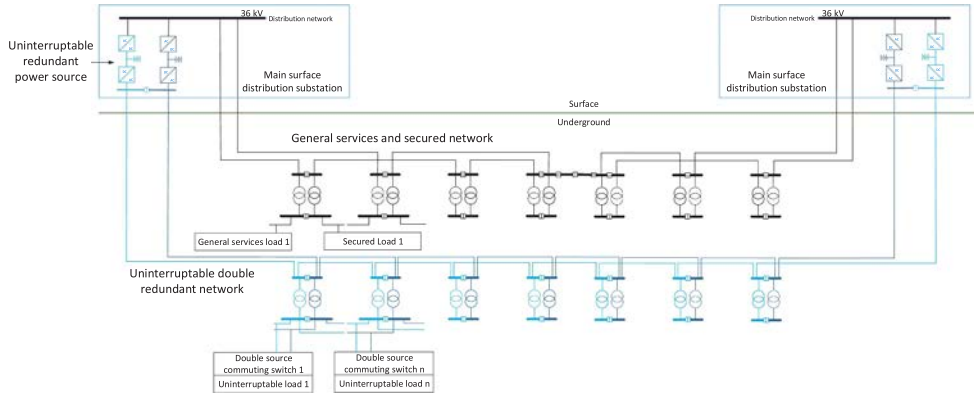 36 kV
Distribution network
Uninterruptable
redundant
power source
Main surface
distribution substation
36 kV
Distribution network
Main surface
distribution substation
Surface
Underground
General services and secured network
General services load 1
Secured Load 1
Uninterruptable double
redundant network
Double source
commuting switch 1
Uninterruptable load 1
Double source
commuting switch n
Uninterruptable load n